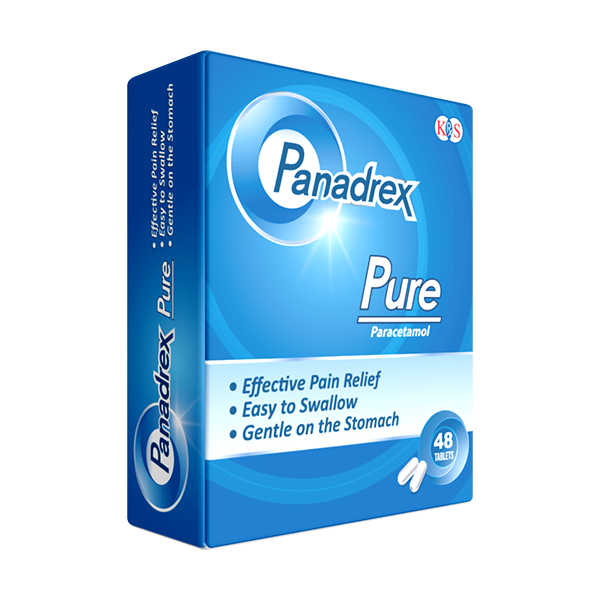 K&S
Panadrex
Pure
Paracetamol
• Effective Pain Relief
• Easy to Swallow
• Gentle on the Stomach
48
TABLETS
Panadrex Pure
• Effective Pain Relief
• Easy to Swallow
• Gentle on the Stomach